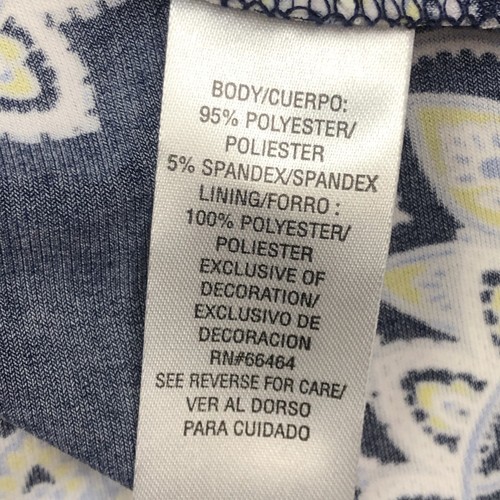 BODY/CUERPO:
95% POLYESTER/
POLIESTER
5% SPANDEX/SPANDEX
LINING/FORRO :
100% POLYESTER/
POLIESTER
EXCLUSIVE OF
DECORATION/
EXCLUSIVO DE
DECORACION
RN#66464
SEE REVERSE FOR CARE/
VER AL DORSO
PARA CUIDADO